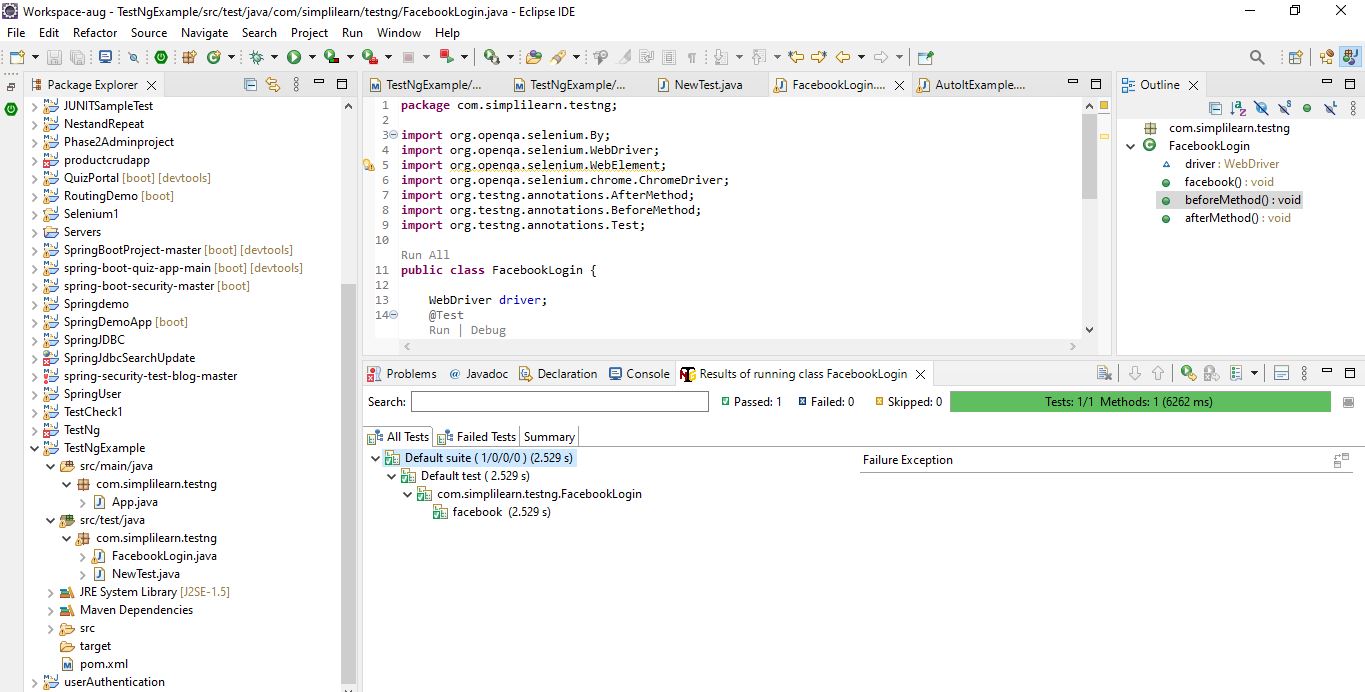 Workspace-aug - TestNgExample/src/test/java/com/simplilearn/testng/FacebookLogin.java - Eclipse IDE
File Edit Refactor Source Navigate Search Project Run Window Help
Package Explorer
JUNITSampleTest
NestandRepeat
Phase2Adminproject
productcrudapp
QuizPortal [boot] [devtools]
RoutingDemo [boot]
Selenium1
Servers
SpringBootProject-master [boot] [devtools]
spring-boot-quiz-app-main [boot] [devtools]
spring-boot-security-master [boot]
Springdemo
SpringDemoApp [boot]
SpringJDBC
SpringJdbcSearchUpdate
spring-security-test-blog-master
SpringUser
TestCheck1
TestNg
TestNgExample
src/main/java
com.simplilearn.testng
App.java
src/test/java
com.simplilearn.testng
FacebookLogin.java
NewTest.java
JRE System Library [J2SE-1.5]
Maven Dependencies
src
target
pom.xml
userAuthentication
TestNgExample/... TestNgExample/... NewTest.java FacebookLogin.... AutoItExample....
1 package com.simplilearn.testng;
2
3 import org.openqa.selenium.By;
4 import org.openqa.selenium.WebDriver;
5 import org.openqa.selenium.WebElement;
6 import org.openqa.selenium.chrome.ChromeDriver;
7 import org.testng.annotations.AfterMethod;
8 import org.testng.annotations.BeforeMethod;
9 import org.testng.annotations.Test;
10
Run All
11 public class FacebookLogin {
12
13 WebDriver driver;
14 @Test
Run | Debug
Outline
com.simplilearn.testng
FacebookLogin
driver : WebDriver
facebook() : void
beforeMethod() : void
afterMethod() : void
Problems @ Javadoc Declaration Console Results of running class FacebookLogin
Search: Passed: 1 Failed: 0 Skipped: 0 Tests: 1/1 Methods: 1 (6262 ms)
All Tests Failed Tests Summary
Default suite ( 1/0/0/0 ) (2.529 s)
Default test ( 2.529 s)
com.simplilearn.testng.FacebookLogin
facebook (2.529 s)
Failure Exception